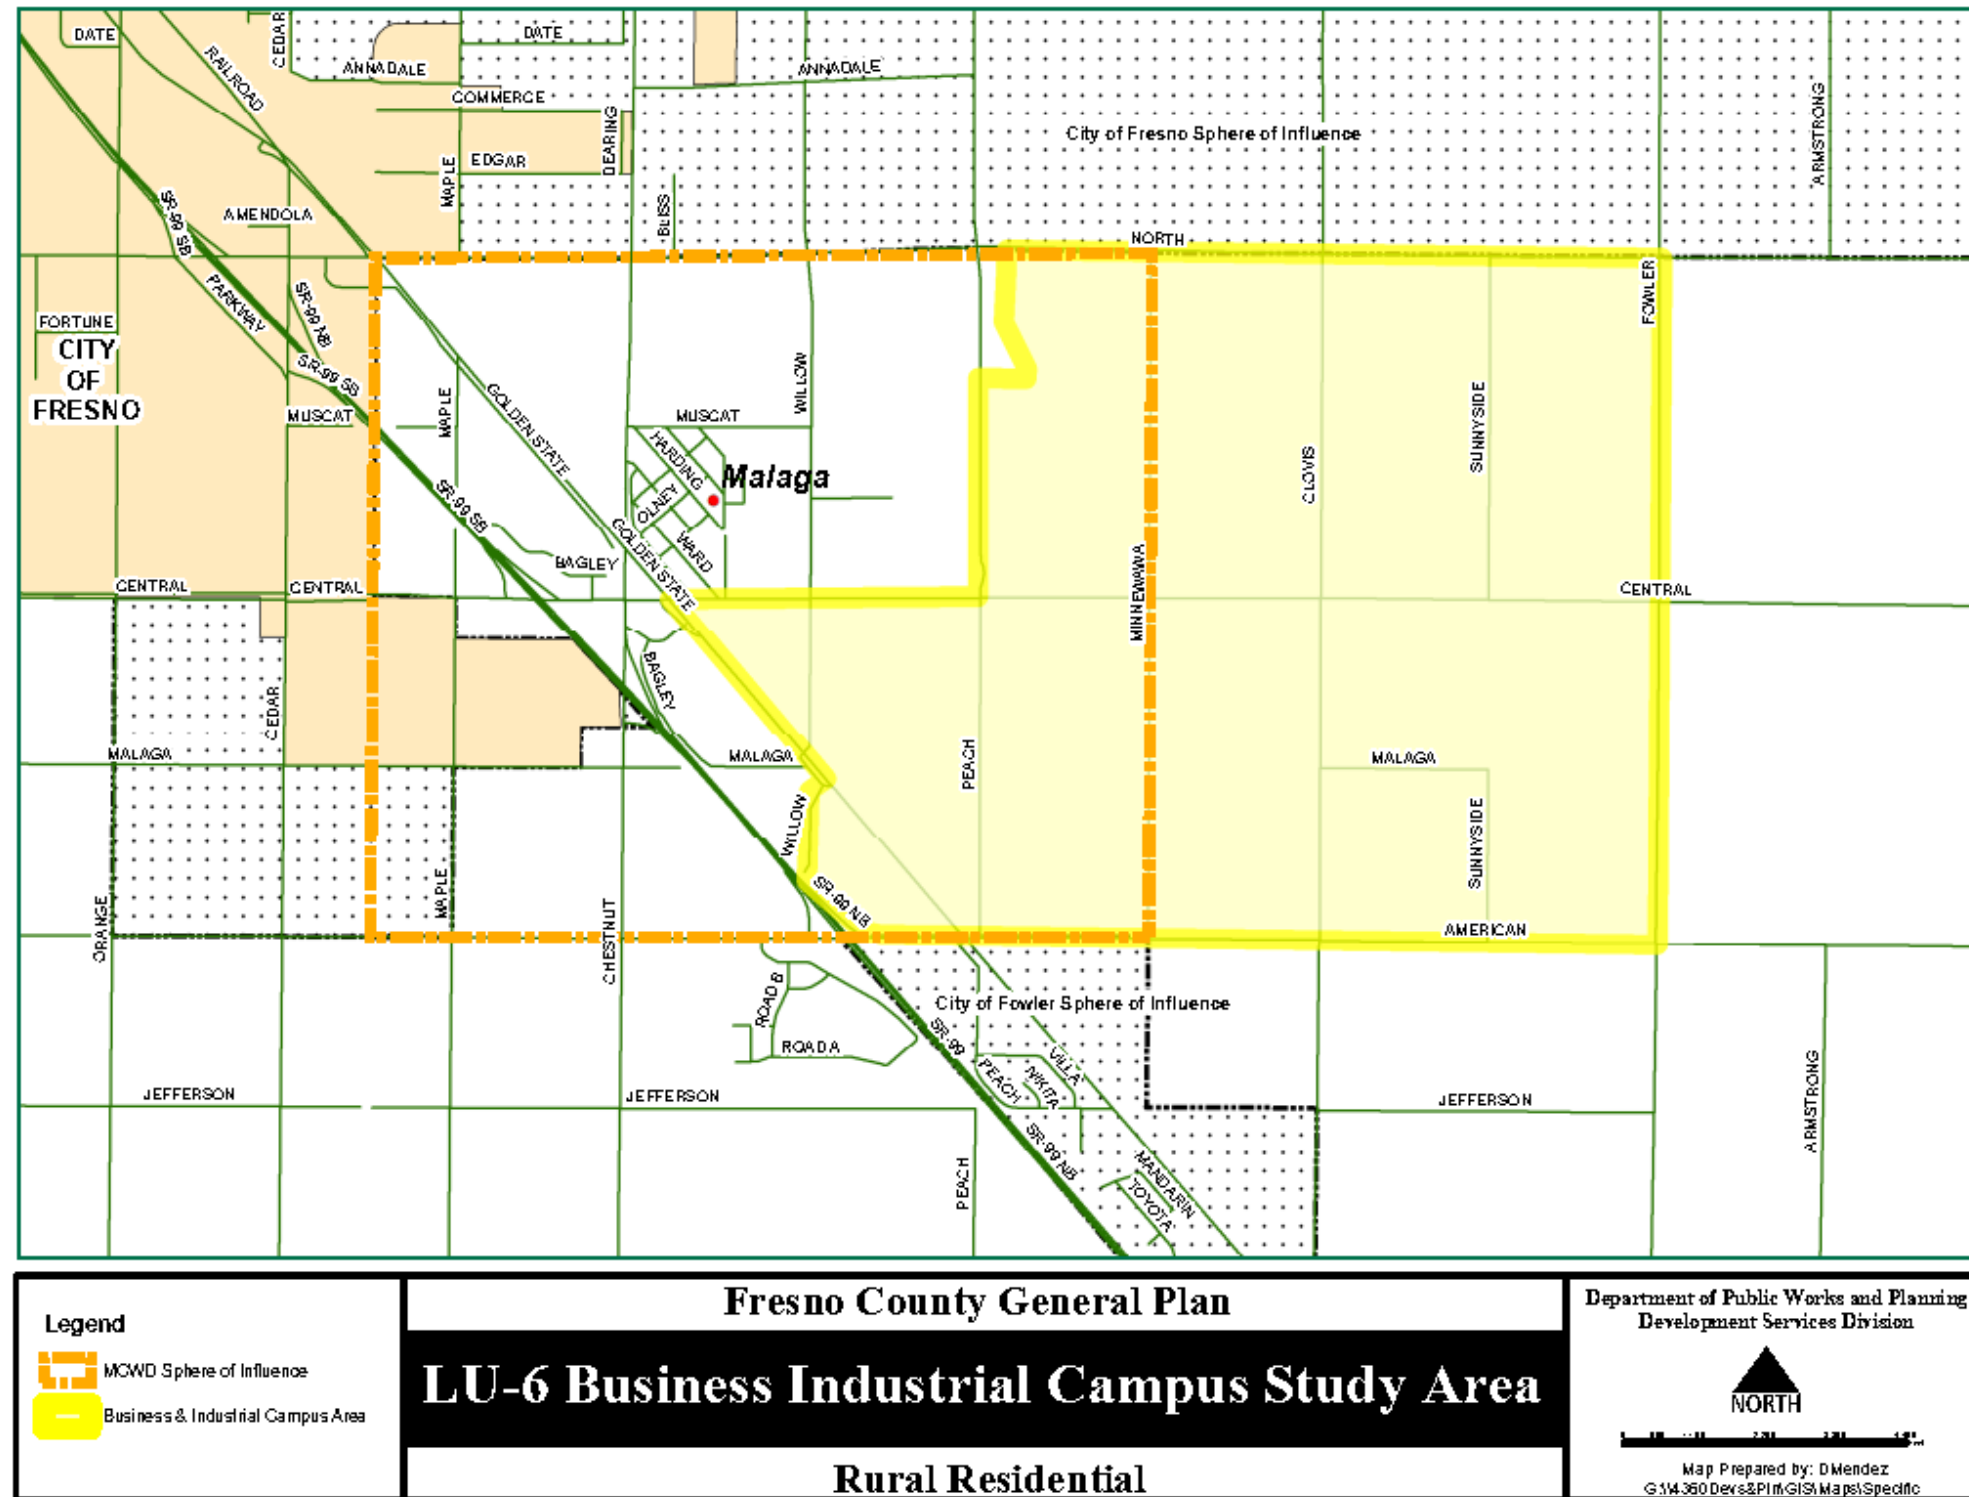 DATE
CEDAR
DATE
RAILROAD
ANNADALE
ANNADALE
COMMERCE
DEARING
City of Fresno Sphere of Influence
ARMSTRONG
EDGAR
MAPLE
SR-99 SB
AMENDOLA
BLISS
NORTH
FOWLER
PARKWAY
SR-99 NB
FORTUNE
CITY
OF
FRESNO
SR-99 SB
MUSCAT
MAPLE
GOLDEN STATE
WILLOW
MUSCAT
HARDING
Malaga
OLNEY
WARD
SUNNYSIDE
CLOVIS
SR-99 SB
GOLDEN STATE
BAGLEY
CENTRAL
CENTRAL
CENTRAL
MINNEWAWA
BAGLEY
CEDAR
MALAGA
MALAGA
PEACH
MALAGA
WILLOW
SUNNYSIDE
MAPLE
SR-99 NB
ORANGE
CHESTNUT
AMERICAN
ROAD B
City of Fowler Sphere of Influence
SR-99
ROAD A
VILLA
PEACH
NIKITA
JEFFERSON
JEFFERSON
JEFFERSON
ARMSTRONG
SR-99 NB
PEACH
MANDARIN
TOYOTA
Legend
MCWD Sphere of Influence
Business & Industrial Campus Area
Fresno County General Plan
LU-6 Business Industrial Campus Study Area
Rural Residential
Department of Public Works and Planning
Development Services Division
NORTH
Map Prepared by: DMendez
G:\4360Devs&Pln\GIS\Maps\Specific